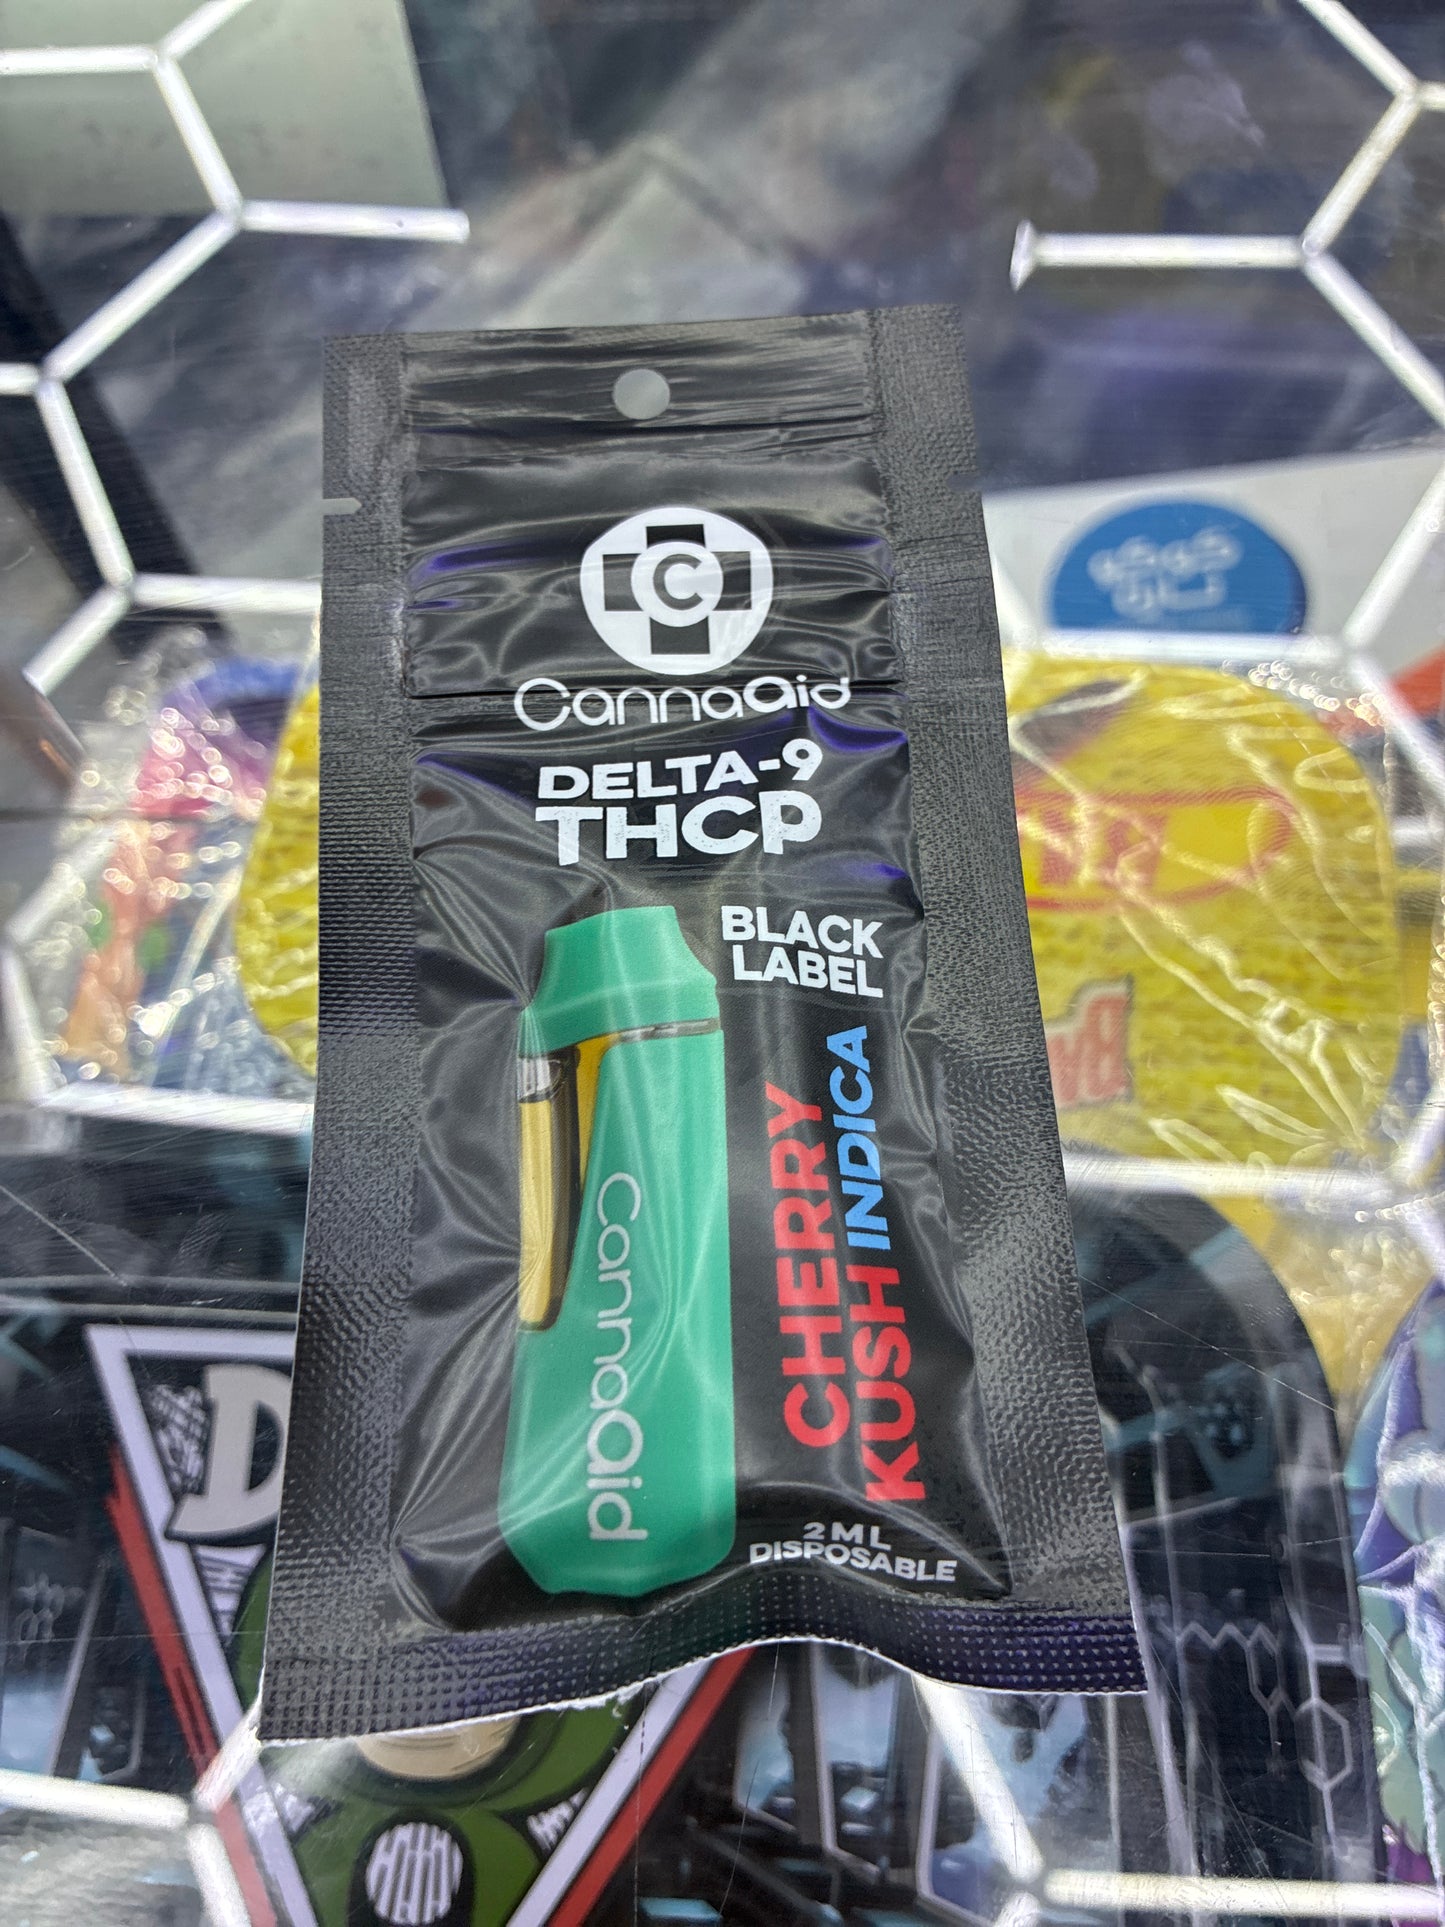 C
CannaAid
DELTA-9
THCP
BLACK
LABEL
CHERRY
KUSH INDICA
CannaAid
2 ML
DISPOSABLE
D